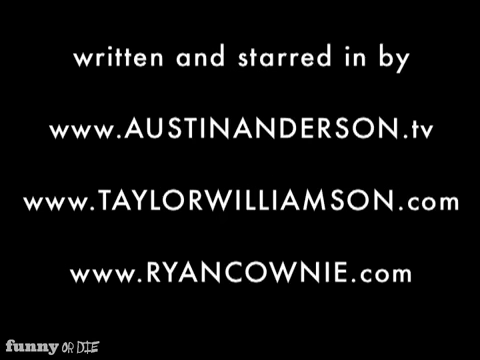 written and starred in by
www.AUSTINANDERSON.tv
www.TAYLORWILLIAMSON.com
www.RYANCOWNIE.com
funny OR DIE